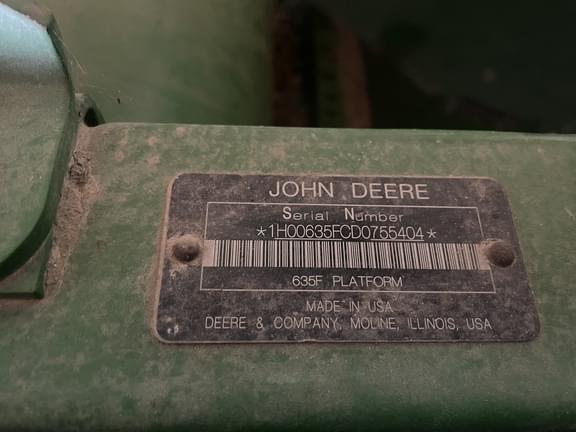 JOHN DEERE
Serial Number
*1H00635FCD0755404*
635F PLATFORM
MADE IN USA
DEERE & COMPANY, MOLINE, ILLINOIS, USA